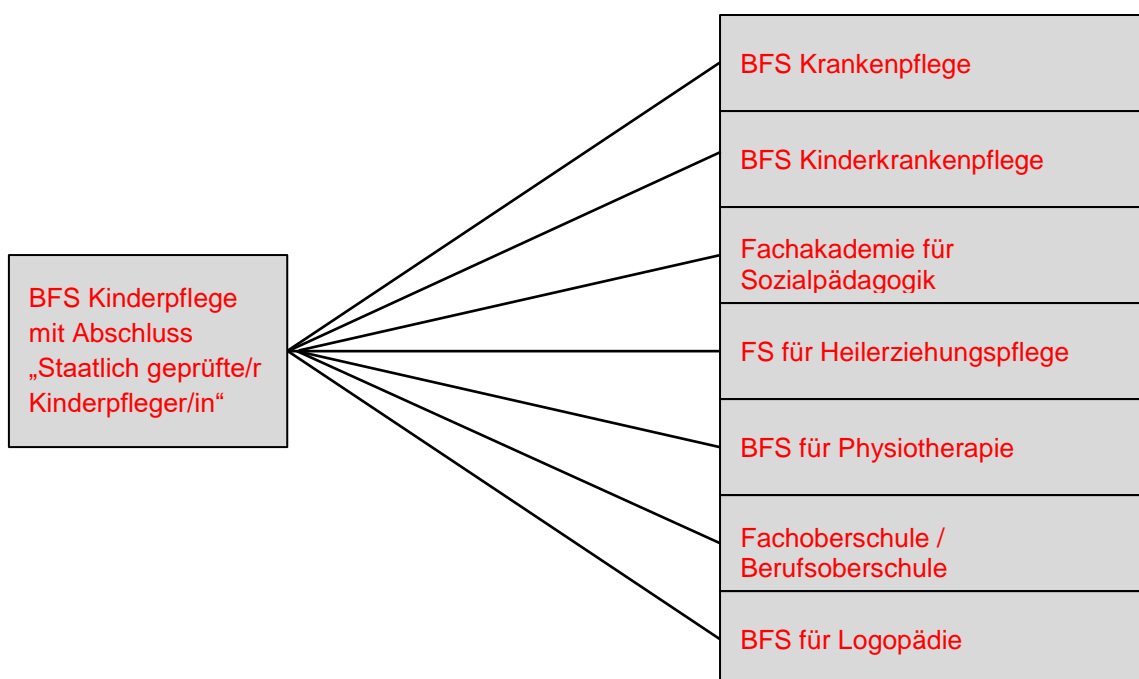 BFS Krankenpflege
BFS Kinderkrankenpflege
Fachakademie für
Sozialpädagogik
BFS Kinderpflege
mit Abschluss
„Staatlich geprüfte/r
Kinderpfleger/in“
FS für Heilerziehungspflege
BFS für Physiotherapie
Fachoberschule /
Berufsoberschule
BFS für Logopädie